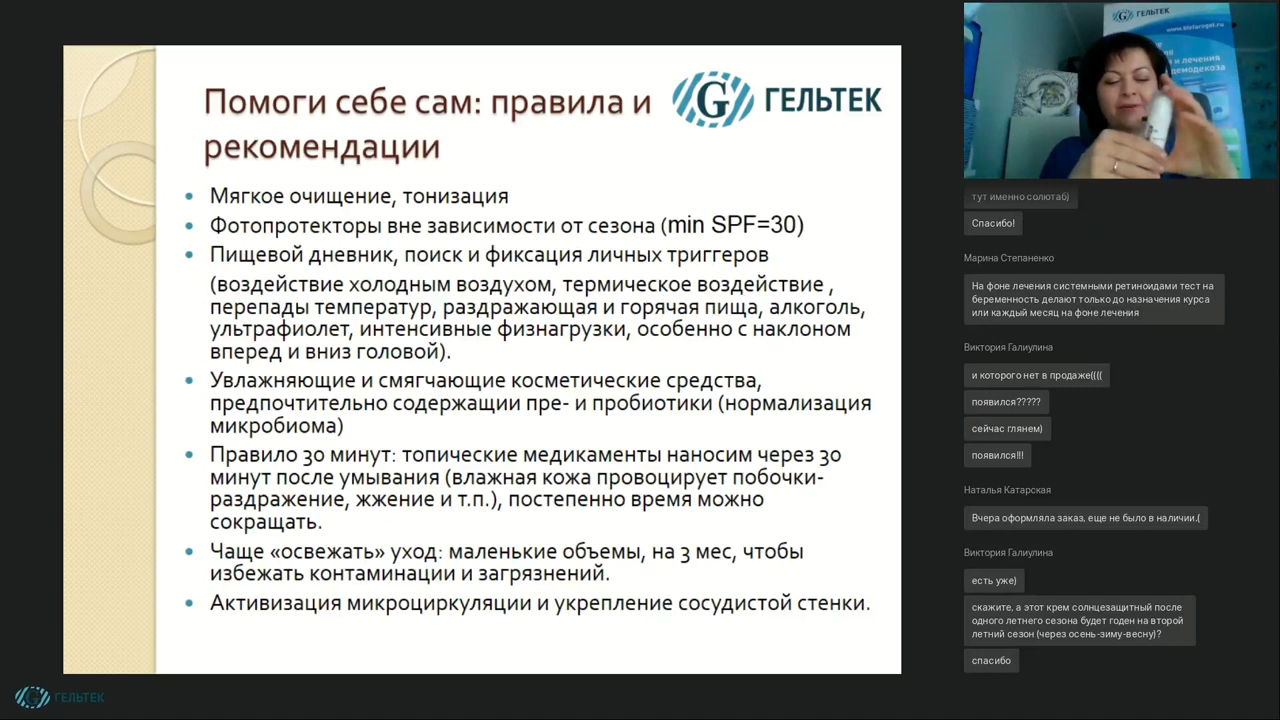 Помоги себе сам: правила и
рекомендации
G ГЕЛЬТЕК
• Мягкое очищение, тонизация
• Фотопротекторы вне зависимости от сезона (min SPF=30)
• Пищевой дневник, поиск и фиксация личных триггеров
(воздействие холодным воздухом, термическое воздействие ,
перепады температур, раздражающая и горячая пища, алкоголь,
ультрафиолет, интенсивные физнагрузки, особенно с наклоном
вперед и вниз головой).
• Увлажняющие и смягчающие косметические средства,
предпочтительно содержащии пре- и пробиотики (нормализация
микробиома)
• Правило 30 минут: топические медикаменты наносим через 30
минут после умывания (влажная кожа провоцирует побочки-
раздражение, жжение и т.п.), постепенно время можно
сокращать.
• Чаще «освежать» уход: маленькие объемы, на 3 мес, чтобы
избежать контаминации и загрязнений.
• Активизация микроциркуляции и укрепление сосудистой стенки.
G ГЕЛЬТЕК
G ГЕЛЬТЕК
www.biofarogel.ru
и лечения
демодекоза
тут именно солютаб)
Спасибо!
Марина Степаненко
На фоне лечения системными ретиноидами тест на
беременность делают только до назначения курса
или каждый месяц на фоне лечения
Виктория Галиулина
и которого нет в продаже((((
появился?????
сейчас глянем)
появился!!!
Наталья Катарская
Вчера оформляла заказ, еще не было в наличии.(
Виктория Галиулина
есть уже)
скажите, а этот крем солнцезащитный после
одного летнего сезона будет годен на второй
летний сезон (через осень-зиму-весну)?
спасибо